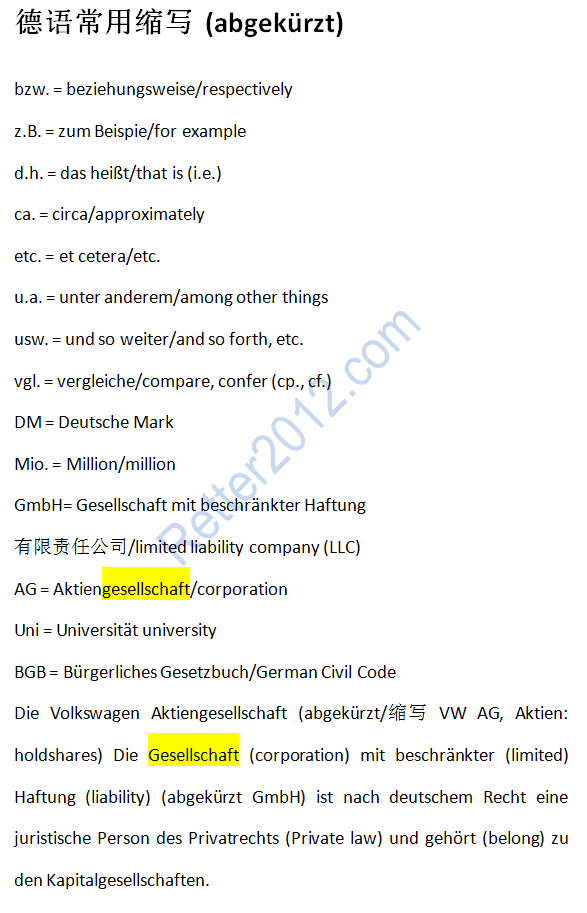 德语常用缩写 (abgekürzt)
bzw. = beziehungsweise/respectively
z.B. = zum Beispie/for example
d.h. = das heißt/that is (i.e.)
ca. = circa/approximately
etc. = et cetera/etc.
u.a. = unter anderem/among other things
usw. = und so weiter/and so forth, etc.
vgl. = vergleiche/compare, confer (cp., cf.)
DM = Deutsche Mark
Mio. = Million/million
GmbH= Gesellschaft mit beschränkter Haftung
有限责任公司/limited liability company (LLC)
AG = Aktiengesellschaft/corporation
Uni = Universität university
BGB = Bürgerliches Gesetzbuch/German Civil Code
Die Volkswagen Aktiengesellschaft (abgekürzt/缩写 VW AG, Aktien:
holdshares) Die Gesellschaft (corporation) mit beschränkter (limited)
Haftung (liability) (abgekürzt GmbH) ist nach deutschem Recht eine
juristische Person des Privatrechts (Private law) und gehört (belong) zu
den Kapitalgesellschaften.
Retter2012.com